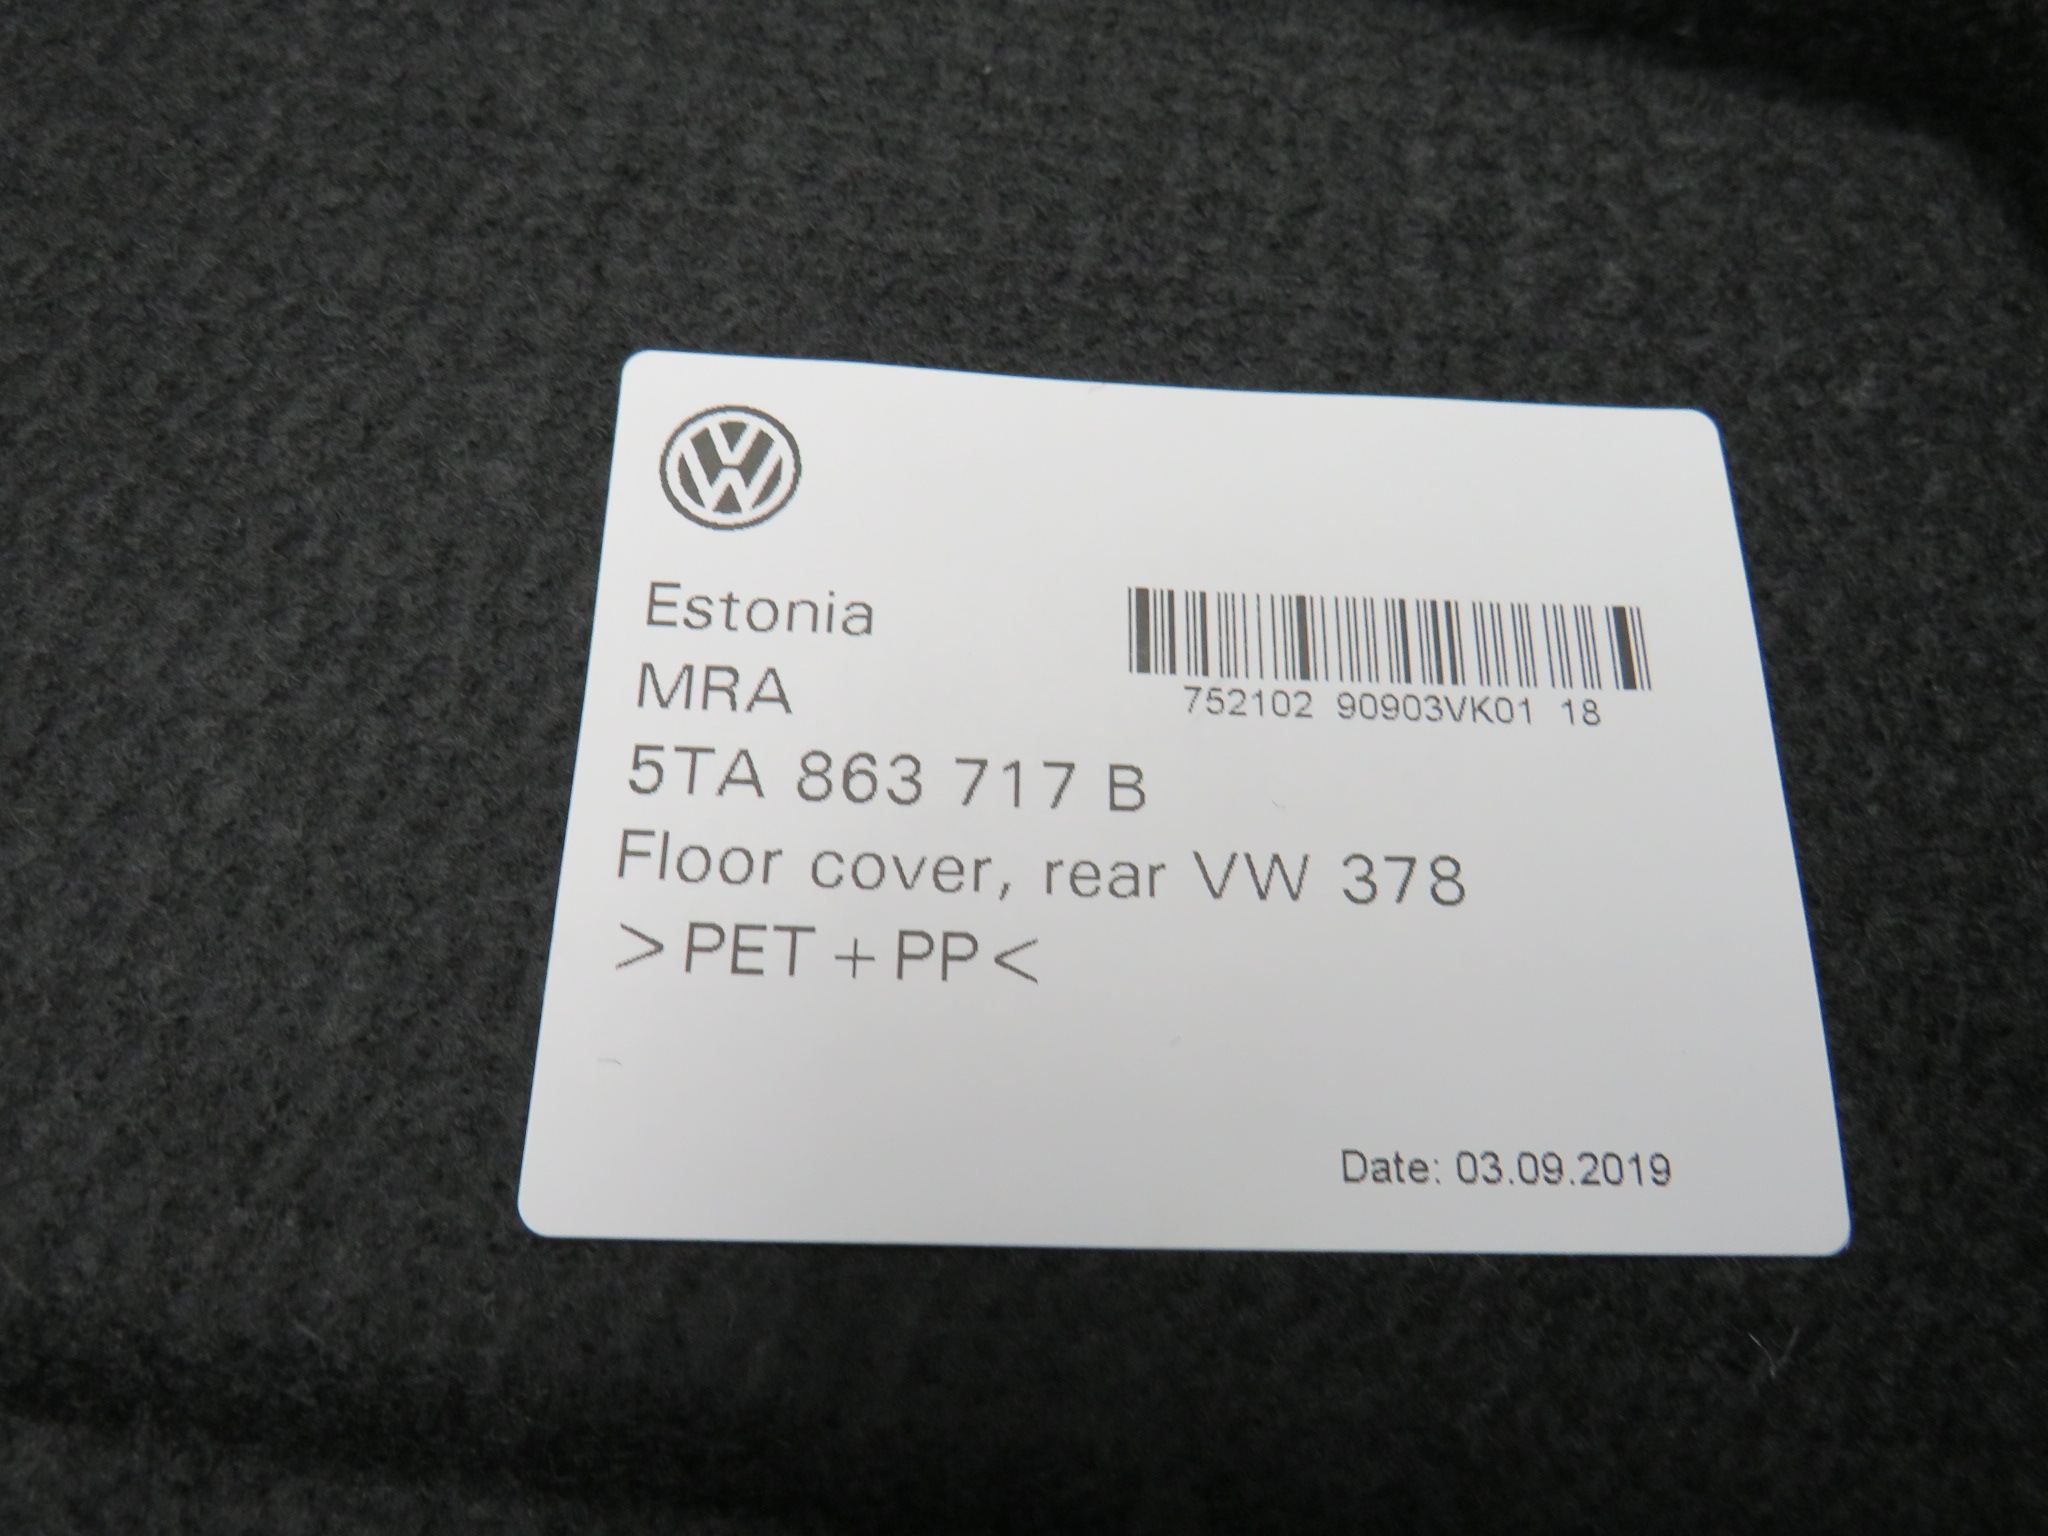 Estonia
MRA
752102 90903VK01 18
5TA 863 717 B
Floor cover, rear VW 378
>PET+PP<
Date: 03.09.2019